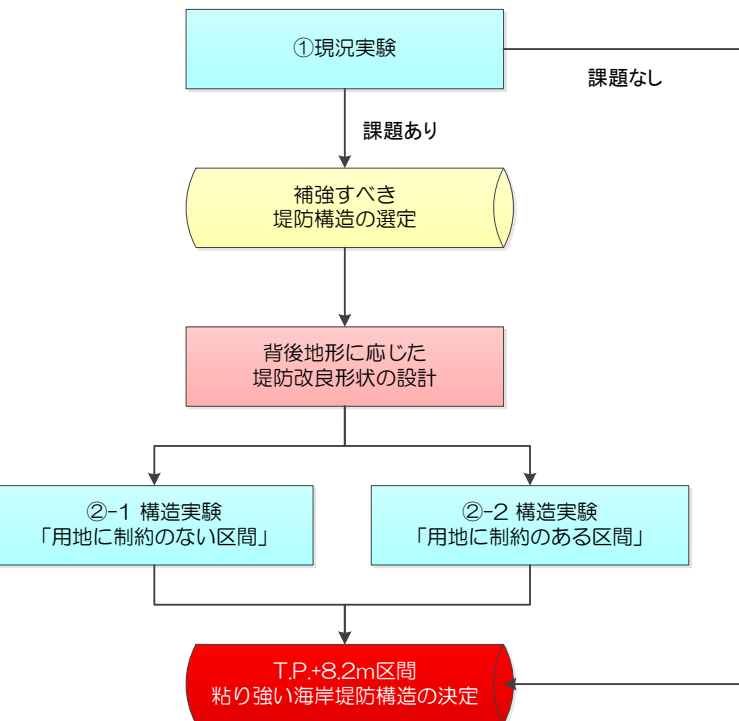 ①現況実験
課題なし
課題あり
補強すべき
堤防構造の選定
背後地形に応じた
堤防改良形状の設計
②-1 構造実験
「用地に制約のない区間」
②-2 構造実験
「用地に制約のある区間」
T.P.+8.2m区間
粘り強い海岸堤防構造の決定